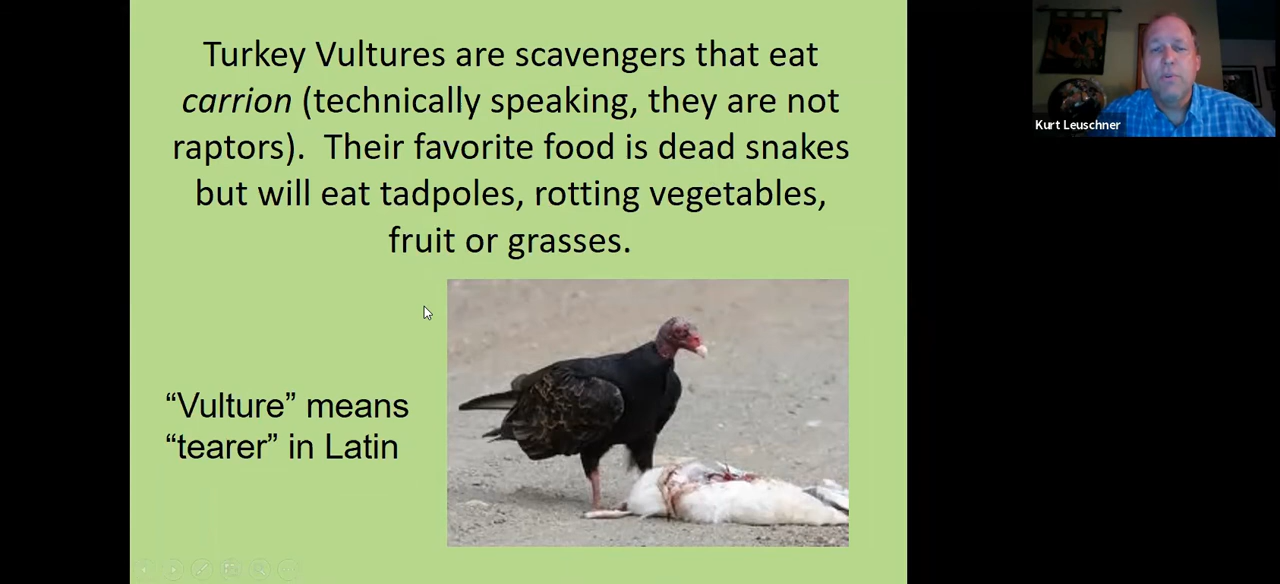 Turkey Vultures are scavengers that eat
carrion (technically speaking, they are not
raptors).  Their favorite food is dead snakes
but will eat tadpoles, rotting vegetables,
fruit or grasses.
“Vulture” means
“tearer” in Latin
Kurt Leuschner